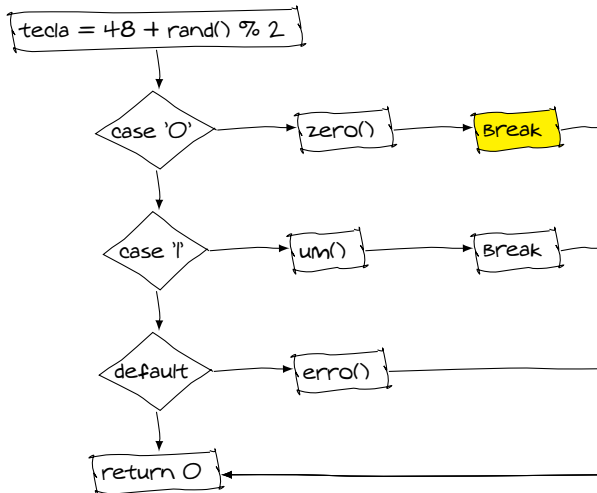 tecla = 48 + rand() % 2
case '0'
zero()
Break
case '1'
um()
Break
default
erro()
return 0